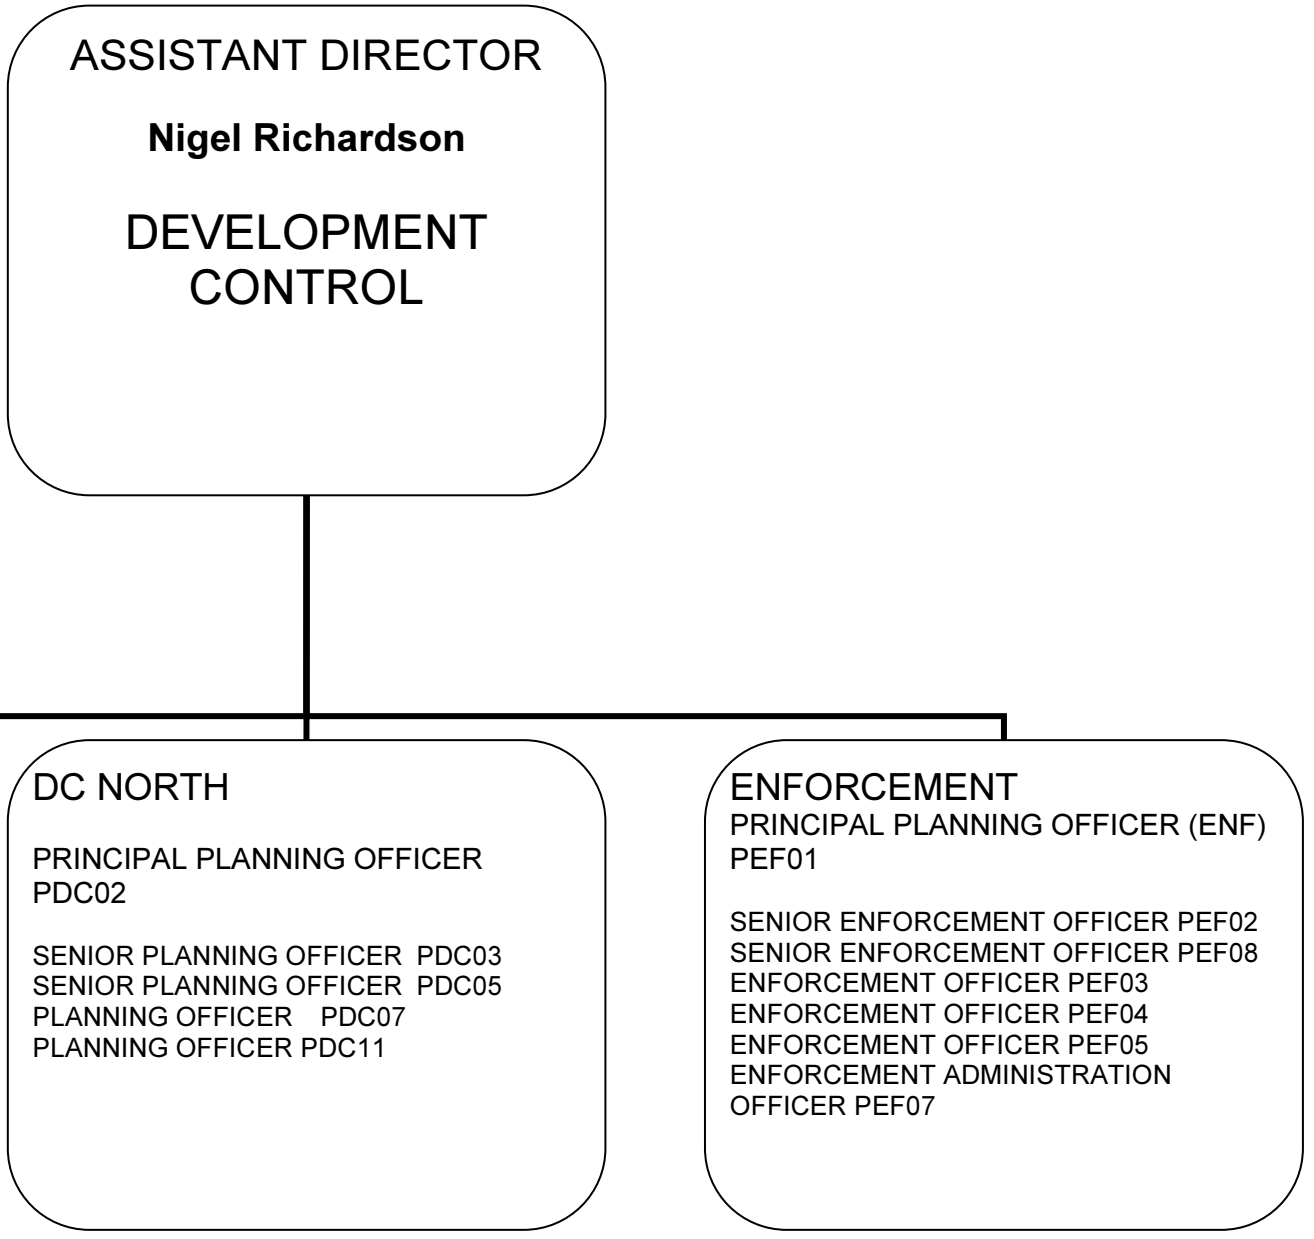 ASSISTANT DIRECTOR
Nigel Richardson
DEVELOPMENT
CONTROL
DC NORTH
PRINCIPAL PLANNING OFFICER
PDC02
SENIOR PLANNING OFFICER  PDC03
SENIOR PLANNING OFFICER  PDC05
PLANNING OFFICER    PDC07
PLANNING OFFICER PDC11
ENFORCEMENT
PRINCIPAL PLANNING OFFICER (ENF)
PEF01
SENIOR ENFORCEMENT OFFICER PEF02
SENIOR ENFORCEMENT OFFICER PEF08
ENFORCEMENT OFFICER PEF03
ENFORCEMENT OFFICER PEF04
ENFORCEMENT OFFICER PEF05
ENFORCEMENT ADMINISTRATION
OFFICER PEF07